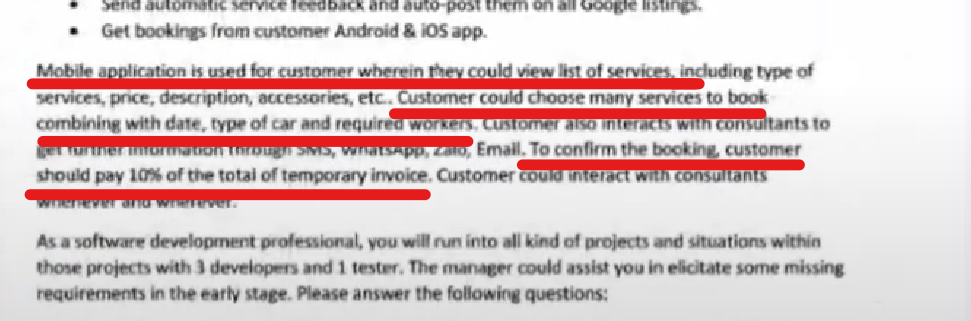 Send automatic service feedback and auto-post them on all Google listings.
Get bookings from customer Android & iOS app.
Mobile application is used for customer wherein they could view list of services, including type of
services, price, description, accessories, etc.. Customer could choose many services to book
combining with date, type of car and required workers. Customer also interacts with consultants to
get further information through SMS, WhatsApp, Zalo, Email. To confirm the booking, customer
should pay 10% of the total of temporary invoice. Customer could interact with consultants
whenever and wherever.
As a software development professional, you will run into all kind of projects and situations within
those projects with 3 developers and 1 tester. The manager could assist you in elicitate some missing
requirements in the early stage. Please answer the following questions: